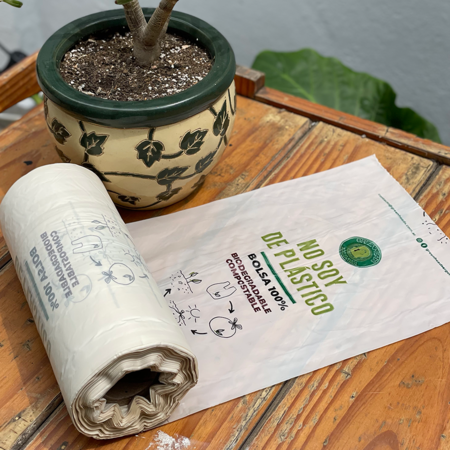 NO SOY
DE PLÁSTICO
BOLSA 100%
BIODEGRADABLE
COMPOSTABLE
BOLSA 100%
BIODEGRADABLE
COMPOSTABLE